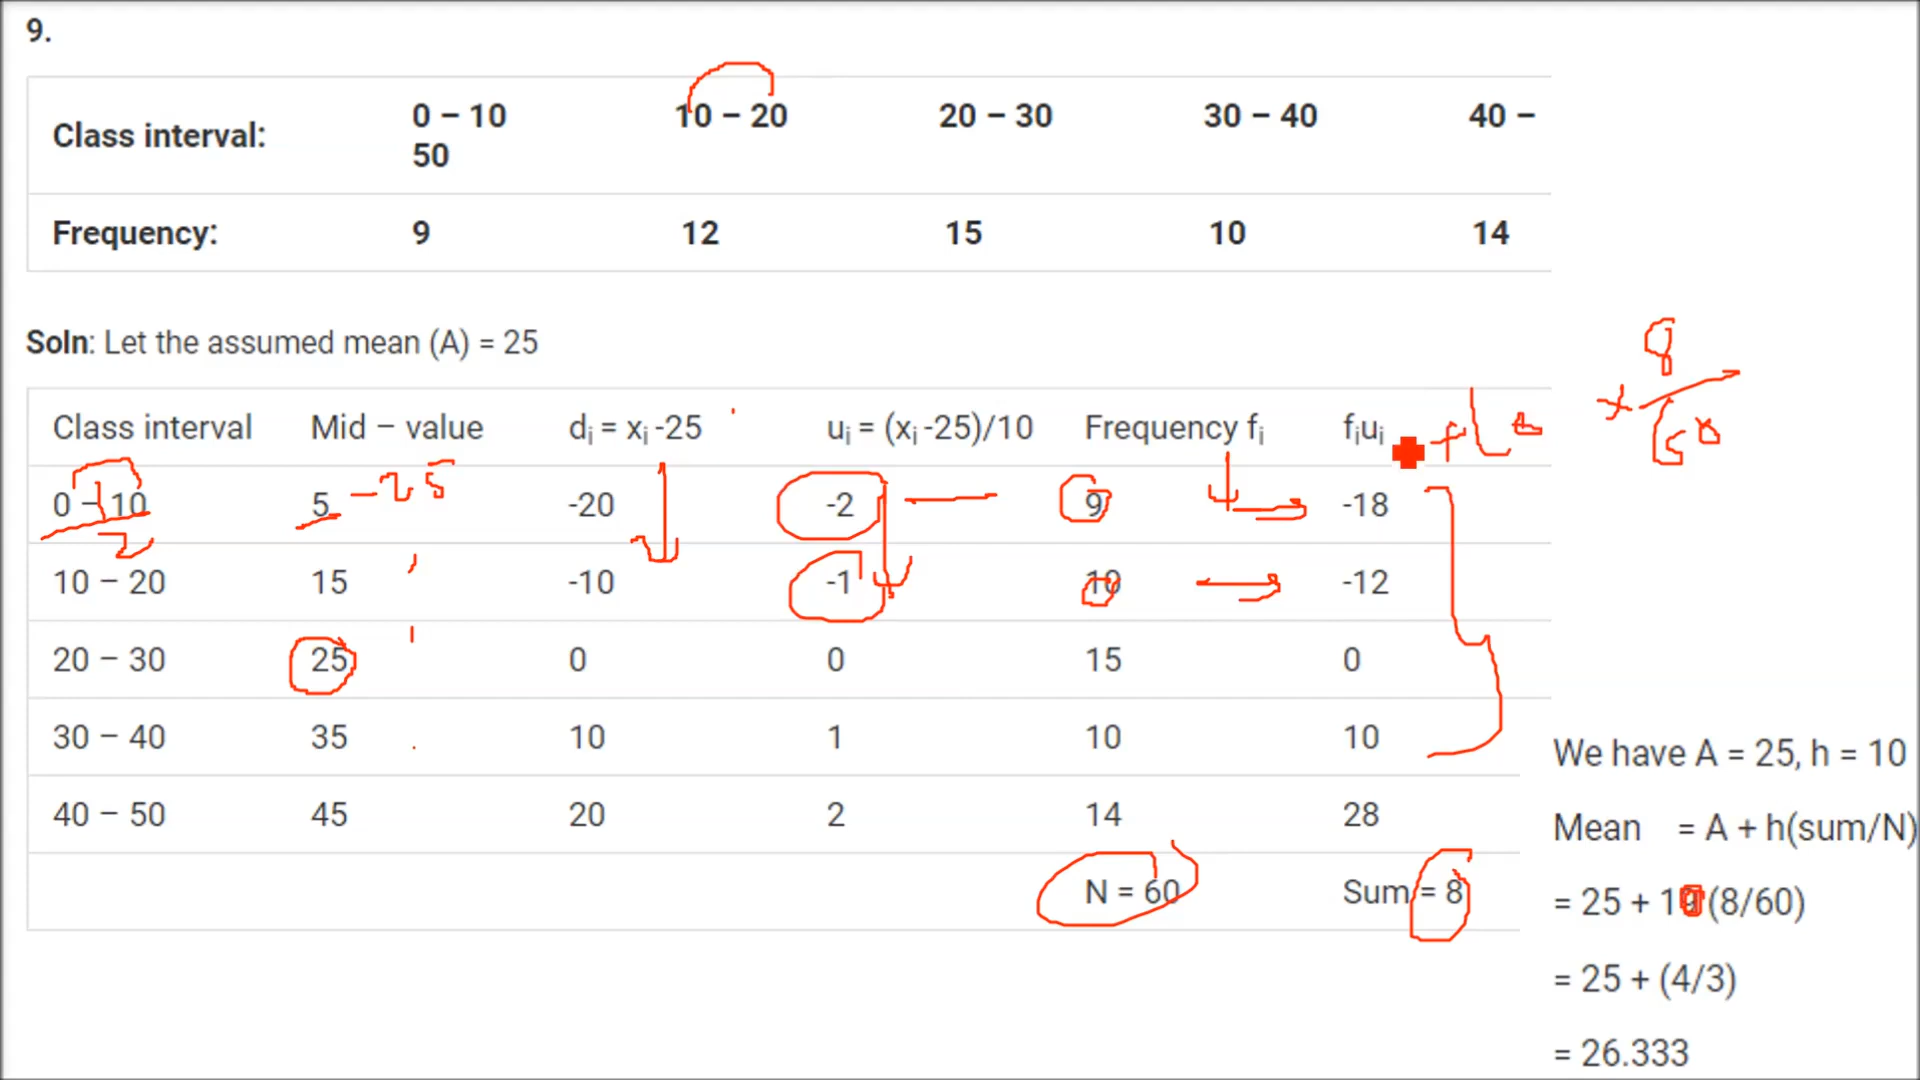 9.
Class interval: 0 – 10 10 – 20 20 – 30 30 – 40 40 –
50
Frequency: 9 12 15 10 14
Soln: Let the assumed mean (A) = 25
Class interval Mid – value dᵢ = xᵢ -25 uᵢ = (xᵢ -25)/10 Frequency fᵢ fᵢuᵢ
0 – 10 5 -25 -20 -2 9 -18
10 – 20 15 -10 -1 10 -12
20 – 30 25 0 0 15 0
30 – 40 35 10 1 10 10
40 – 50 45 20 2 14 28
N = 60 Sum = 8
8
60
We have A = 25, h = 10
Mean = A + h(sum/N)
= 25 + 10 (8/60)
= 25 + (4/3)
= 26.333